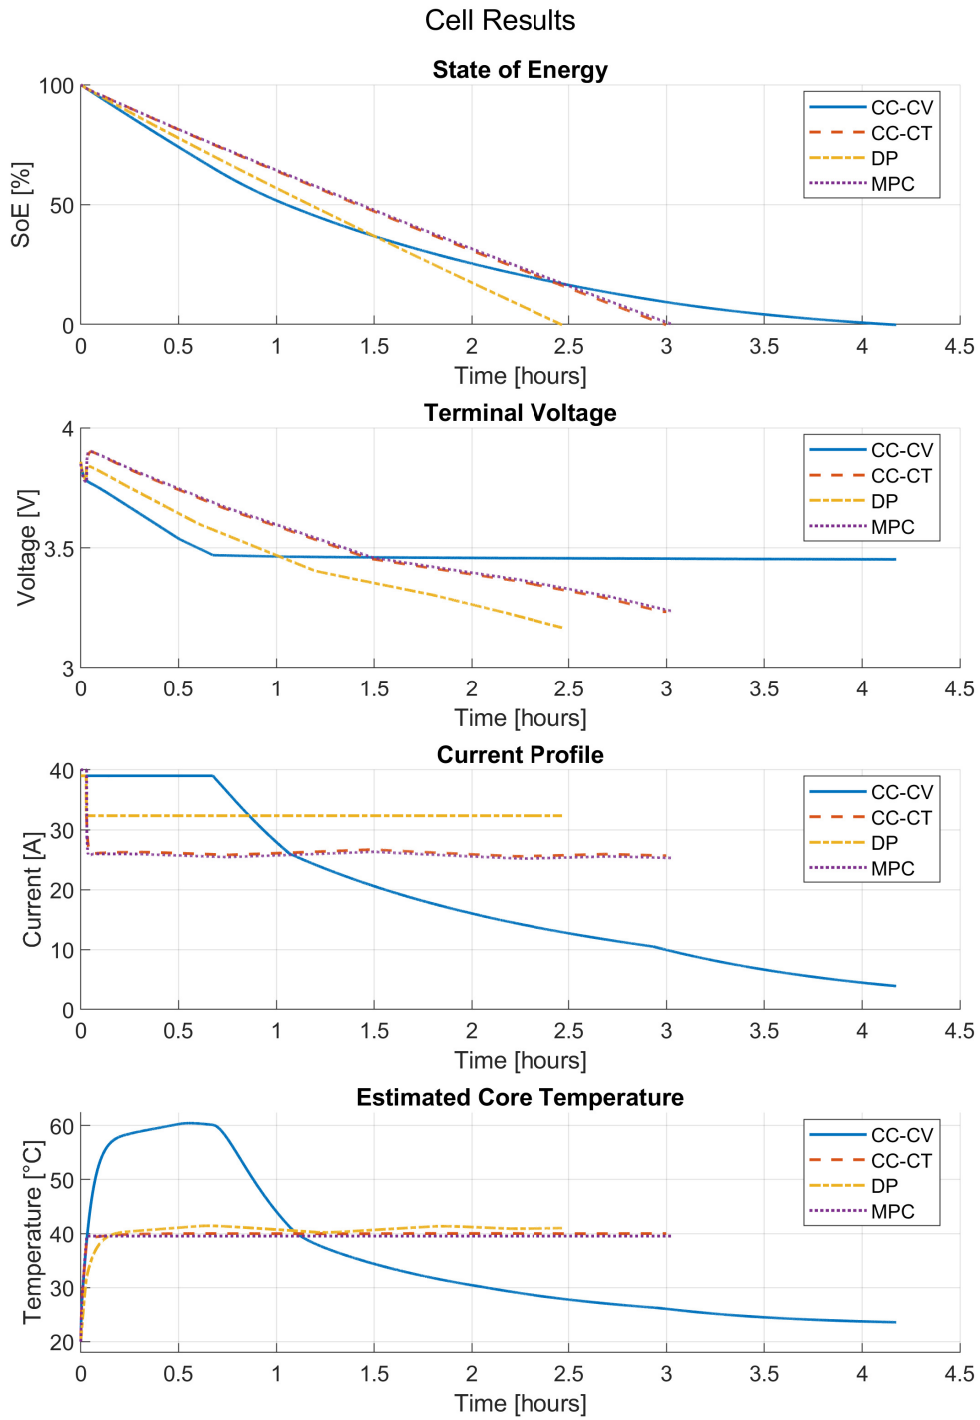 Cell Results
State of Energy
SoE [%]
100
50
0
CC-CV
CC-CT
DP
MPC
0 0.5 1 1.5 2 2.5 3 3.5 4 4.5
Time [hours]
Terminal Voltage
Voltage [V]
4
3.5
3
CC-CV
CC-CT
DP
MPC
0 0.5 1 1.5 2 2.5 3 3.5 4 4.5
Time [hours]
Current Profile
Current [A]
40
30
20
10
0
CC-CV
CC-CT
DP
MPC
0 0.5 1 1.5 2 2.5 3 3.5 4 4.5
Time [hours]
Estimated Core Temperature
Temperature [°C]
60
50
40
30
20
CC-CV
CC-CT
DP
MPC
0 0.5 1 1.5 2 2.5 3 3.5 4 4.5
Time [hours]